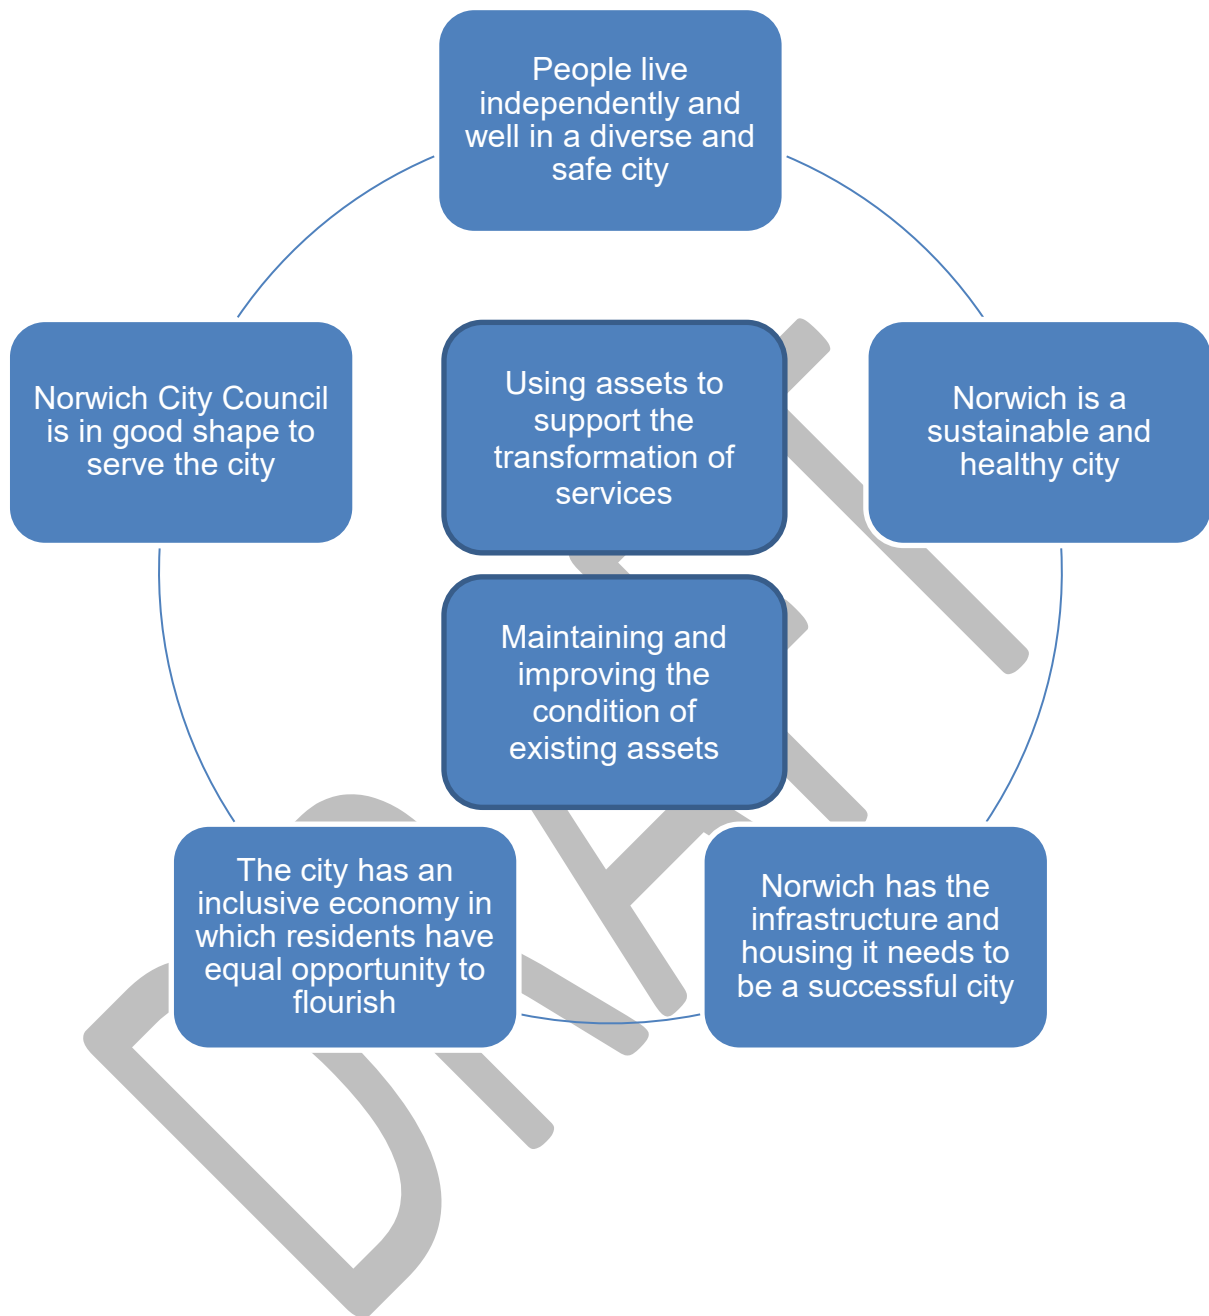 People live
independently and
well in a diverse and
safe city
Norwich City Council
is in good shape to
serve the city
Using assets to
support the
transformation of
services
Norwich is a
sustainable and
healthy city
Maintaining and
improving the
condition of
existing assets
The city has an
inclusive economy in
which residents have
equal opportunity to
flourish
Norwich has the
infrastructure and
housing it needs to
be a successful city
DRAFT